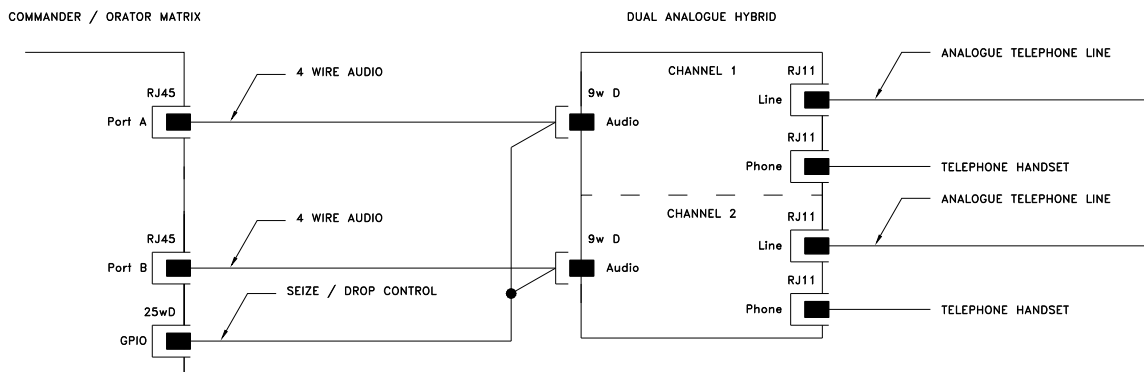 COMMANDER / ORATOR MATRIX
DUAL ANALOGUE HYBRID
4 WIRE AUDIO
RJ45
Port A
9w D
Audio
CHANNEL 1
RJ11
Line
ANALOGUE TELEPHONE LINE
RJ11
Phone
TELEPHONE HANDSET
4 WIRE AUDIO
RJ45
Port B
9w D
Audio
CHANNEL 2
RJ11
Line
ANALOGUE TELEPHONE LINE
RJ11
Phone
TELEPHONE HANDSET
SEIZE / DROP CONTROL
25wD
GPIO